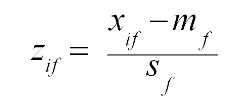 z_if = (x_if − m_f) / s_f